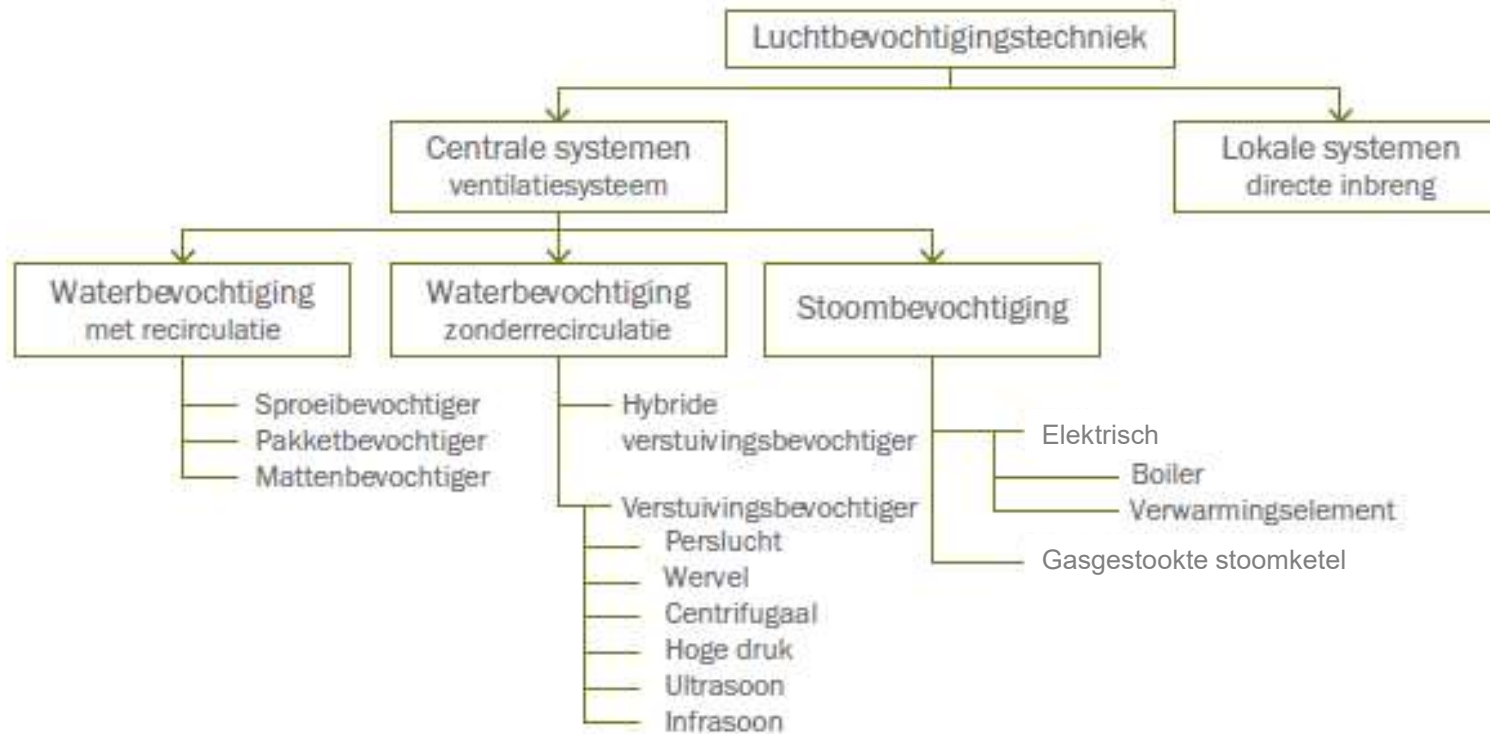 Luchtbevochtigingstechniek
Centrale systemen
ventilatiesysteem
Lokale systemen
directe inbreng
Waterbevochtiging
met recirculatie
Waterbevochtiging
zonderrecirculatie
Stoombevochtiging
Sproeibevochtiger
Pakketbevochtiger
Mattenbevochtiger
Hybride
verstuivingsbevochtiger
Verstuivingsbevochtiger
Perslucht
Wervel
Centrifugaal
Hoge druk
Ultrasoon
Infrasoon
Elektrisch
Boiler
Verwarmingselement
Gasgestookte stoomketel